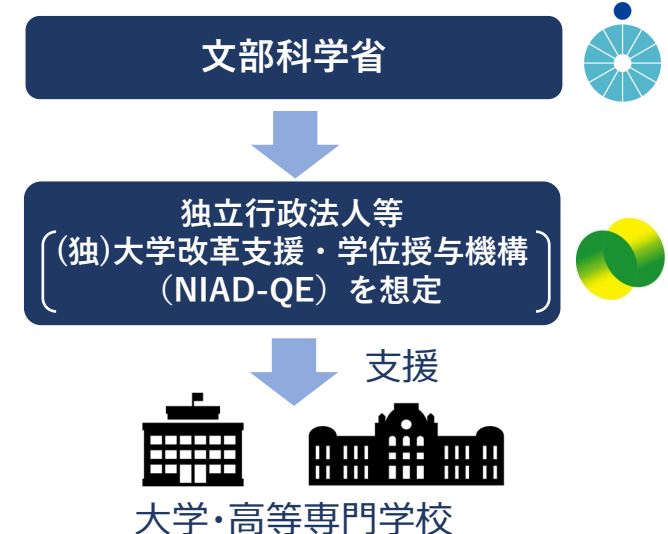 文部科学省
独立行政法人等
(独)大学改革支援・学位授与機構
（NIAD-QE）を想定
支援
大学・高等専門学校